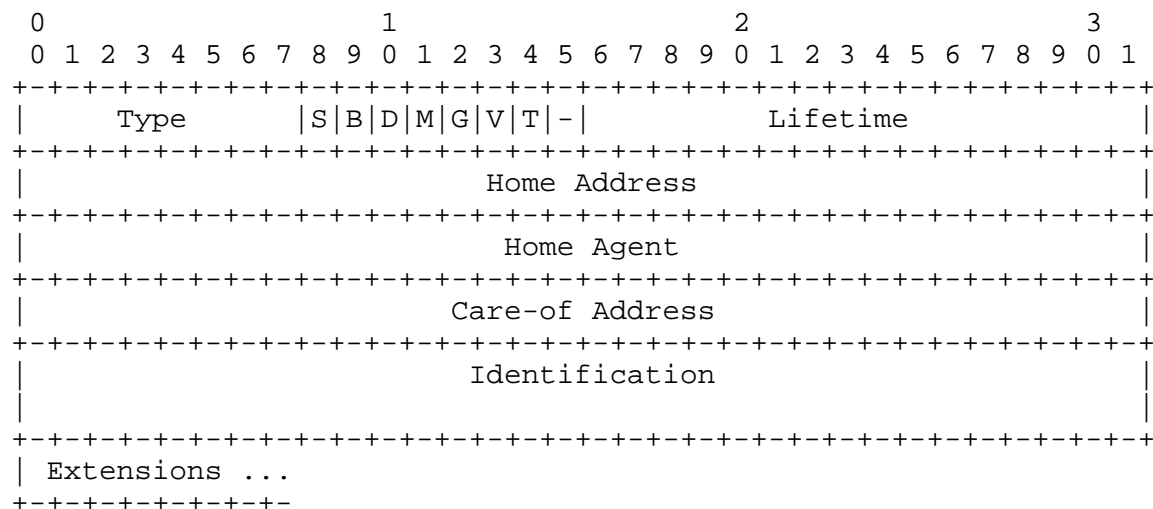 0                   1                   2                   3
 0 1 2 3 4 5 6 7 8 9 0 1 2 3 4 5 6 7 8 9 0 1 2 3 4 5 6 7 8 9 0 1
+-+-+-+-+-+-+-+-+-+-+-+-+-+-+-+-+-+-+-+-+-+-+-+-+-+-+-+-+-+-+-+-+
|     Type      |S|B|D|M|G|V|T|-|          Lifetime             |
+-+-+-+-+-+-+-+-+-+-+-+-+-+-+-+-+-+-+-+-+-+-+-+-+-+-+-+-+-+-+-+-+
|                          Home Address                         |
+-+-+-+-+-+-+-+-+-+-+-+-+-+-+-+-+-+-+-+-+-+-+-+-+-+-+-+-+-+-+-+-+
|                           Home Agent                          |
+-+-+-+-+-+-+-+-+-+-+-+-+-+-+-+-+-+-+-+-+-+-+-+-+-+-+-+-+-+-+-+-+
|                        Care-of Address                        |
+-+-+-+-+-+-+-+-+-+-+-+-+-+-+-+-+-+-+-+-+-+-+-+-+-+-+-+-+-+-+-+-+
|                         Identification                        |
|                                                               |
+-+-+-+-+-+-+-+-+-+-+-+-+-+-+-+-+-+-+-+-+-+-+-+-+-+-+-+-+-+-+-+-+
| Extensions ...
+-+-+-+-+-+-+-+-